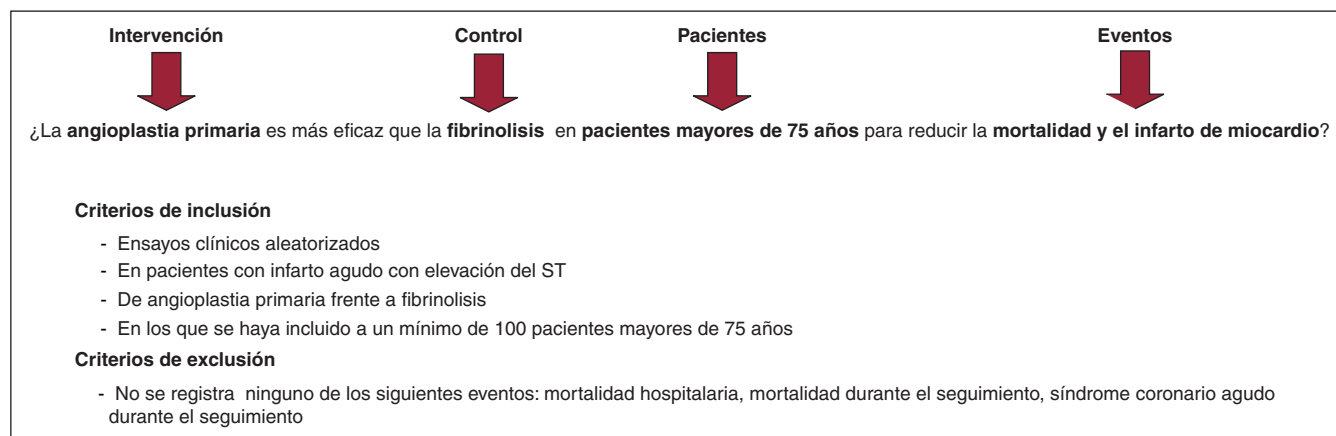 Intervención Control Pacientes Eventos
¿La angioplastia primaria es más eficaz que la fibrinolisis en pacientes mayores de 75 años para reducir la mortalidad y el infarto de miocardio?
Criterios de inclusión
- Ensayos clínicos aleatorizados
- En pacientes con infarto agudo con elevación del ST
- De angioplastia primaria frente a fibrinolisis
- En los que se haya incluido a un mínimo de 100 pacientes mayores de 75 años
Criterios de exclusión
- No se registra ninguno de los siguientes eventos: mortalidad hospitalaria, mortalidad durante el seguimiento, síndrome coronario agudo
durante el seguimiento